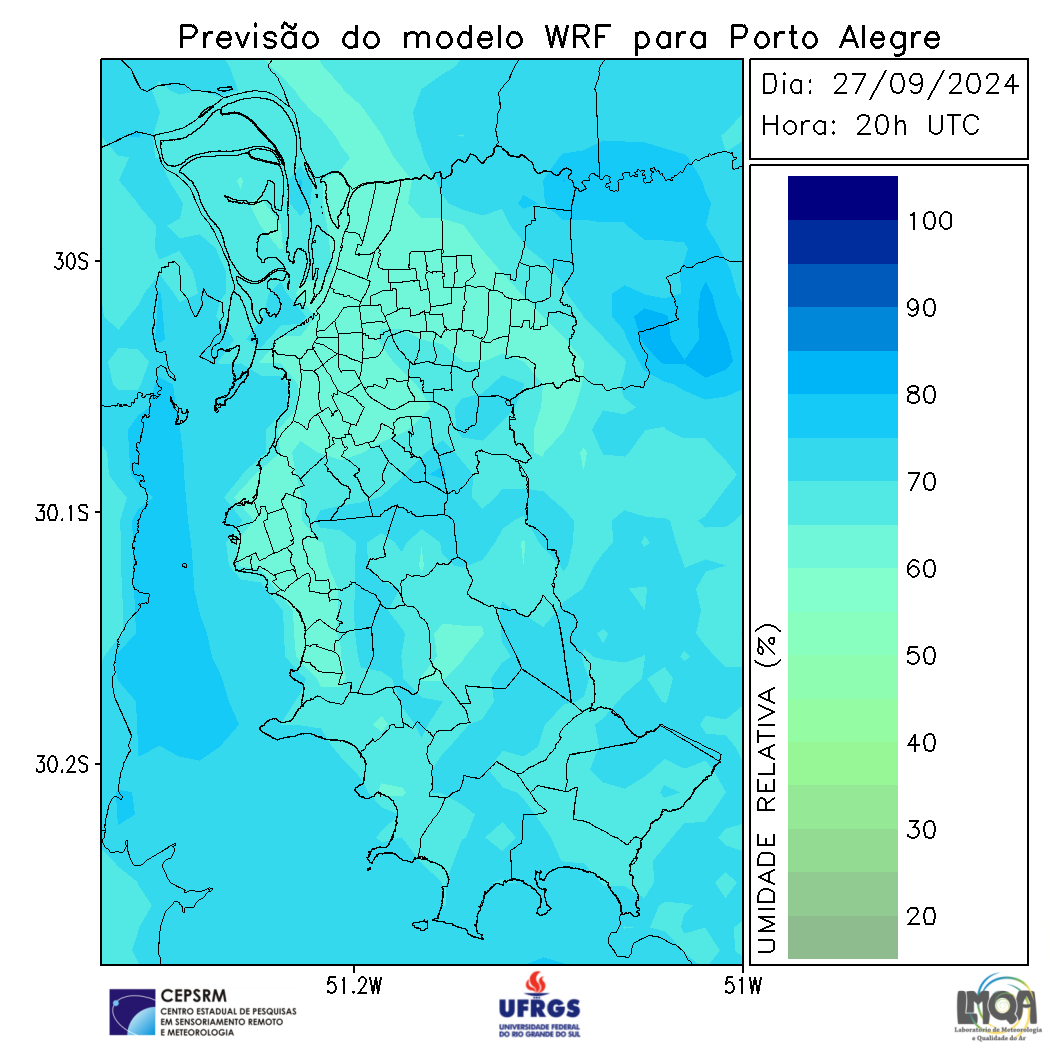 Previsão do modelo WRF para Porto Alegre
Dia: 27/09/2024
Hora: 20h UTC
30S
30.1S
30.2S
51.2W
51W
UMIDADE RELATIVA (%)
100
90
80
70
60
50
40
30
20
CEPSRM
CENTRO ESTADUAL DE PESQUISAS
EM SENSORIAMENTO REMOTO
E METEOROLOGIA
UFRGS
UNIVERSIDADE FEDERAL
DO RIO GRANDE DO SUL
LMQA
Laboratório de Meteorologia
e Qualidade do Ar